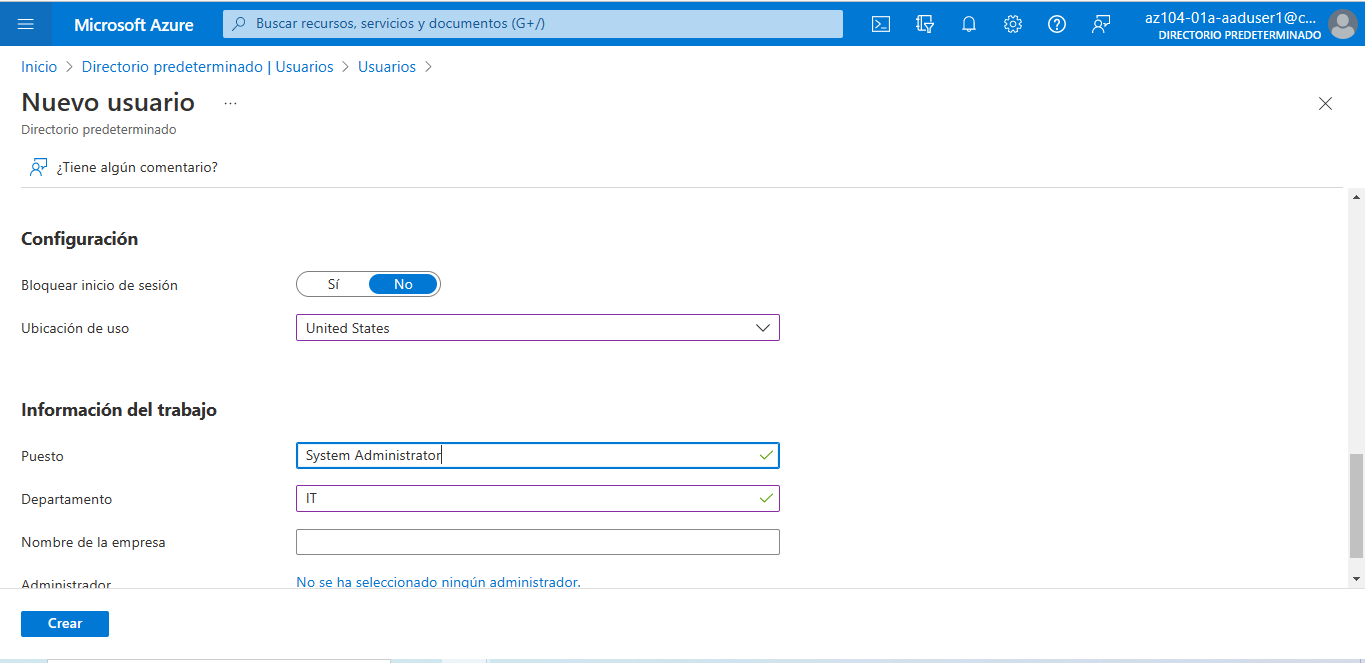 Microsoft Azure
Buscar recursos, servicios y documentos (G+/)
az104-01a-aaduser1@c...
DIRECTORIO PREDETERMINADO
Inicio > Directorio predeterminado | Usuarios > Usuarios >
Nuevo usuario ...
Directorio predeterminado
¿Tiene algún comentario?
Configuración
Bloquear inicio de sesión Sí No
Ubicación de uso United States
Información del trabajo
Puesto System Administrator
Departamento IT
Nombre de la empresa
Administrador No se ha seleccionado ningún administrador.
Crear